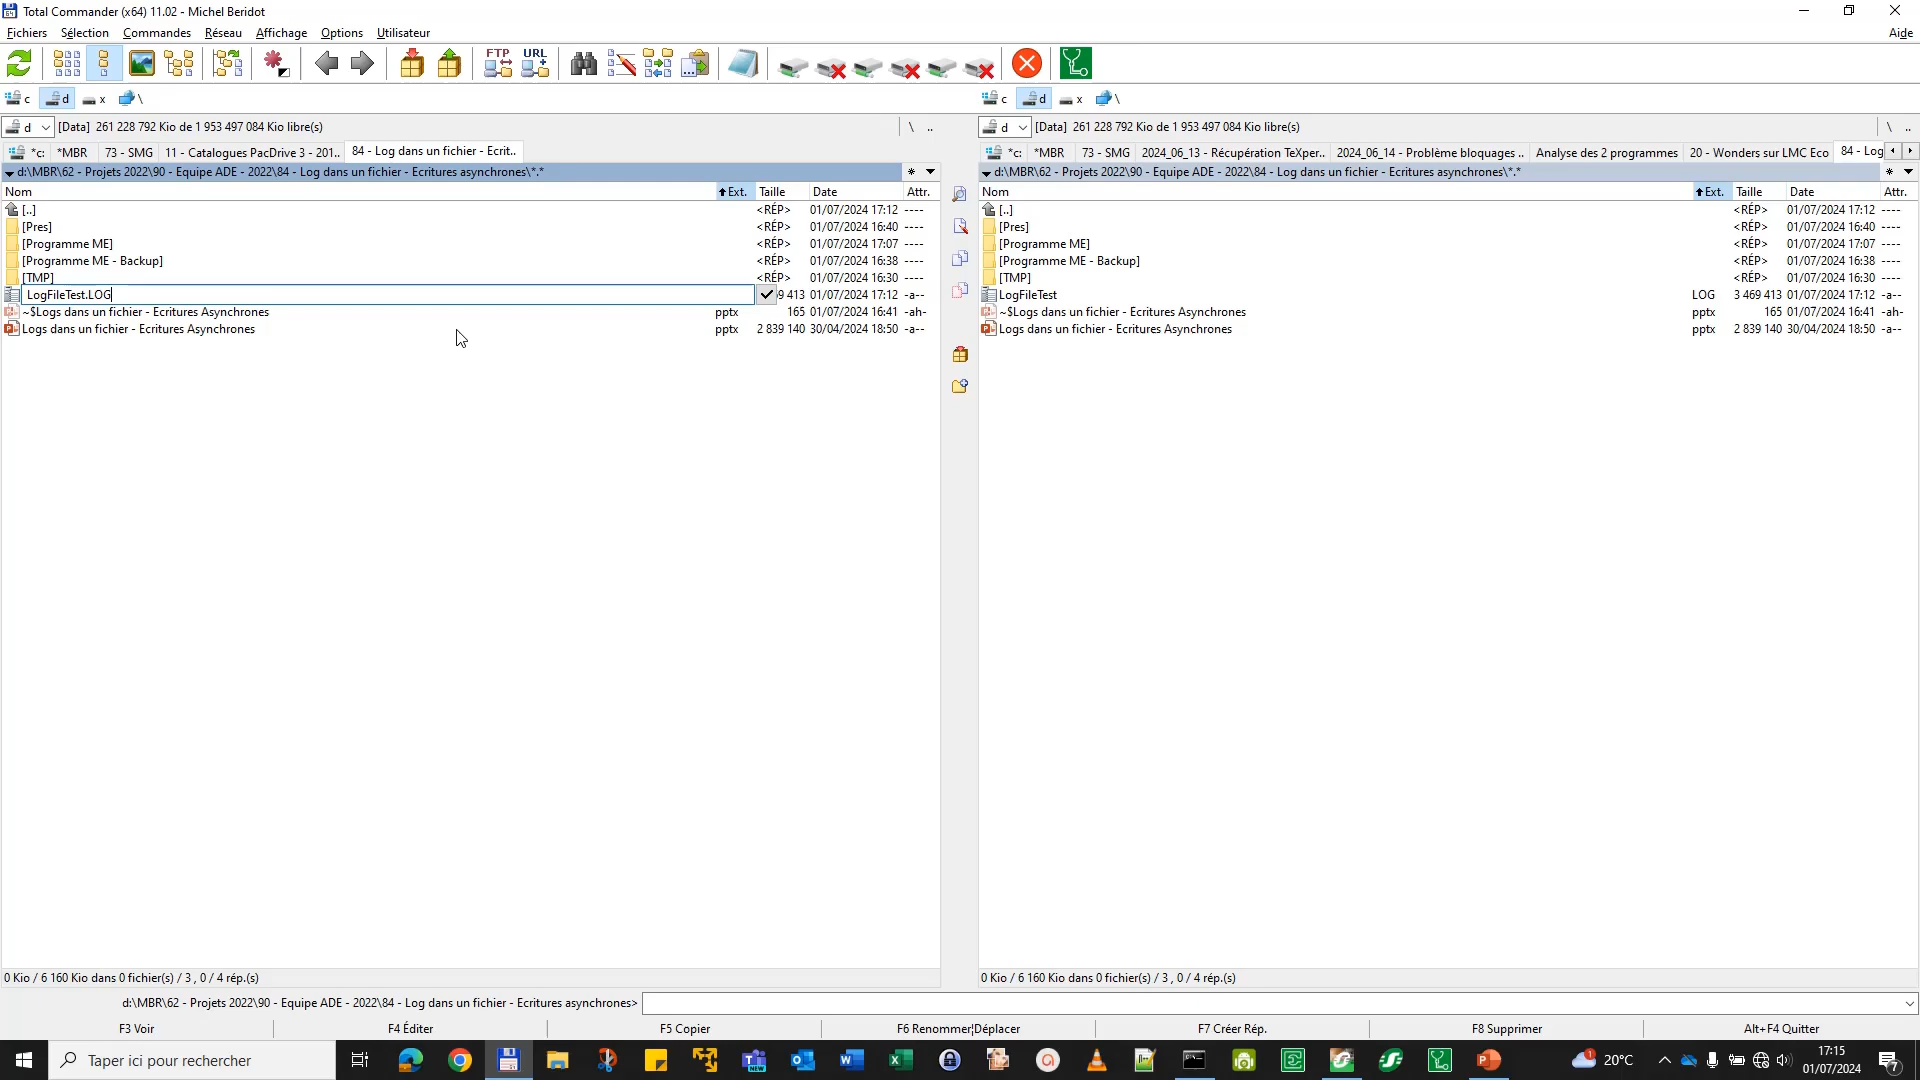 Total Commander (x64) 11.02 - Michel Beridot
Fichiers Sélection Commandes Réseau Affichage Options Utilisateur Aide
FTP URL
c d x \ c d x \
d [Data] 261 228 792 Kio de 1 953 497 084 Kio libre(s) \ .. d [Data] 261 228 792 Kio de 1 953 497 084 Kio libre(s) \ ..
*c: *MBR 73 - SMG 11 - Catalogues PacDrive 3 - 201.. 84 - Log dans un fichier - Ecrit.. *c: *MBR 73 - SMG 2024_06_13 - Récupération TeXper.. 2024_06_14 - Problème bloquages .. Analyse des 2 programmes 20 - Wonders sur LMC Eco 84 - Log
d:\MBR\62 - Projets 2022\90 - Equipe ADE - 2022\84 - Log dans un fichier - Ecritures asynchrones\*.* * d:\MBR\62 - Projets 2022\90 - Equipe ADE - 2022\84 - Log dans un fichier - Ecritures asynchrones\*.* *
Nom Ext. Taille Date Attr. Nom Ext. Taille Date Attr.
[..] <RÉP> 01/07/2024 17:12 ---- [..] <RÉP> 01/07/2024 17:12 ----
[Pres] <RÉP> 01/07/2024 16:40 ---- [Pres] <RÉP> 01/07/2024 16:40 ----
[Programme ME] <RÉP> 01/07/2024 17:07 ---- [Programme ME] <RÉP> 01/07/2024 17:07 ----
[Programme ME - Backup] <RÉP> 01/07/2024 16:38 ---- [Programme ME - Backup] <RÉP> 01/07/2024 16:38 ----
[TMP] <RÉP> 01/07/2024 16:30 ---- [TMP] <RÉP> 01/07/2024 16:30 ----
LogFileTest.LOG 9 413 01/07/2024 17:12 -a-- LogFileTest LOG 3 469 413 01/07/2024 17:12 -a--
~$Logs dans un fichier - Ecritures Asynchrones pptx 165 01/07/2024 16:41 -ah- ~$Logs dans un fichier - Ecritures Asynchrones pptx 165 01/07/2024 16:41 -ah-
Logs dans un fichier - Ecritures Asynchrones pptx 2 839 140 30/04/2024 18:50 -a-- Logs dans un fichier - Ecritures Asynchrones pptx 2 839 140 30/04/2024 18:50 -a--
0 Kio / 6 160 Kio dans 0 fichier(s) / 3 , 0 / 4 rép.(s) 0 Kio / 6 160 Kio dans 0 fichier(s) / 3 , 0 / 4 rép.(s)
d:\MBR\62 - Projets 2022\90 - Equipe ADE - 2022\84 - Log dans un fichier - Ecritures asynchrones>
F3 Voir F4 Éditer F5 Copier F6 Renommer¦Déplacer F7 Créer Rép. F8 Supprimer Alt+F4 Quitter
Taper ici pour rechercher 20°C 17:15
01/07/2024